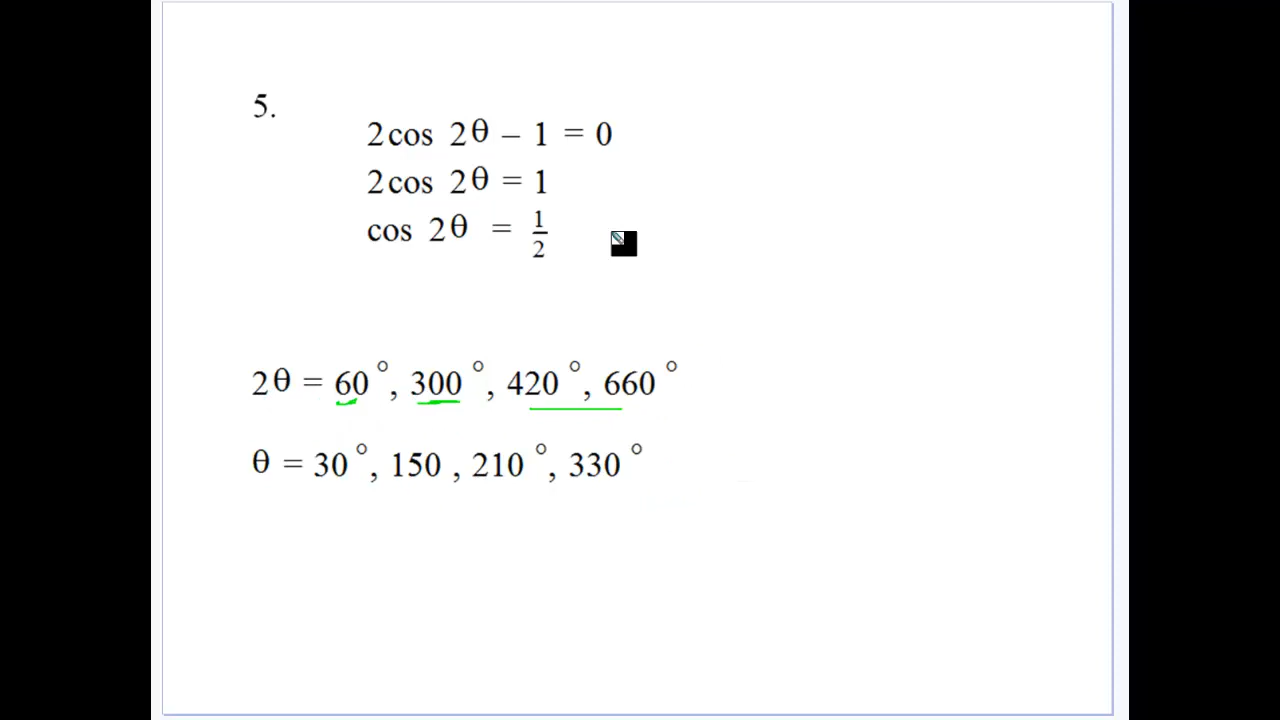 5.
2cos 2θ – 1 = 0
2cos 2θ = 1
cos 2θ = 1/2
2θ = 60°, 300°, 420°, 660°
θ = 30°, 150 , 210°, 330°